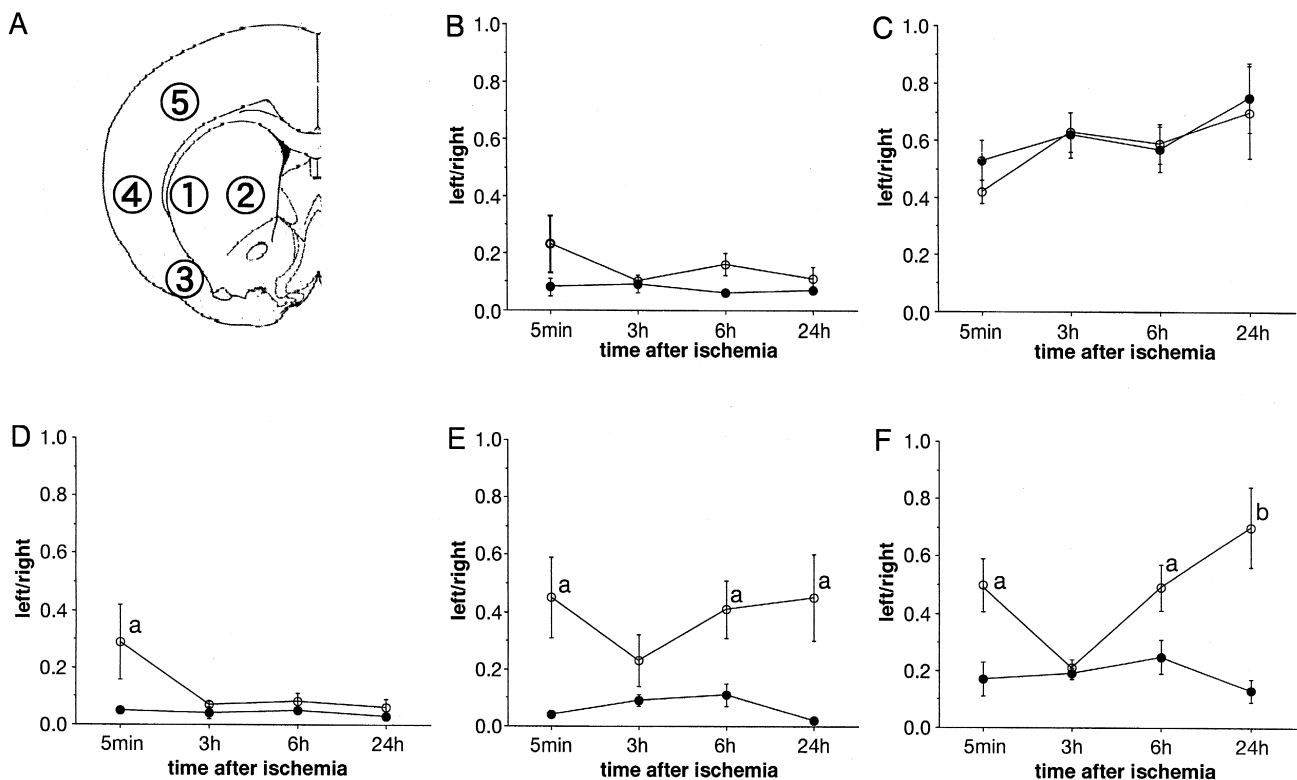 A
5
4
1
2
3
B
left/right
1.0
0.8
0.6
0.4
0.2
0.0
5min 3h 6h 24h
time after ischemia
C
left/right
1.0
0.8
0.6
0.4
0.2
0.0
5min 3h 6h 24h
time after ischemia
D
left/right
1.0
0.8
0.6
0.4
0.2
0.0
a
5min 3h 6h 24h
time after ischemia
E
left/right
1.0
0.8
0.6
0.4
0.2
0.0
a a a
5min 3h 6h 24h
time after ischemia
F
left/right
1.0
0.8
0.6
0.4
0.2
0.0
a a b
5min 3h 6h 24h
time after ischemia